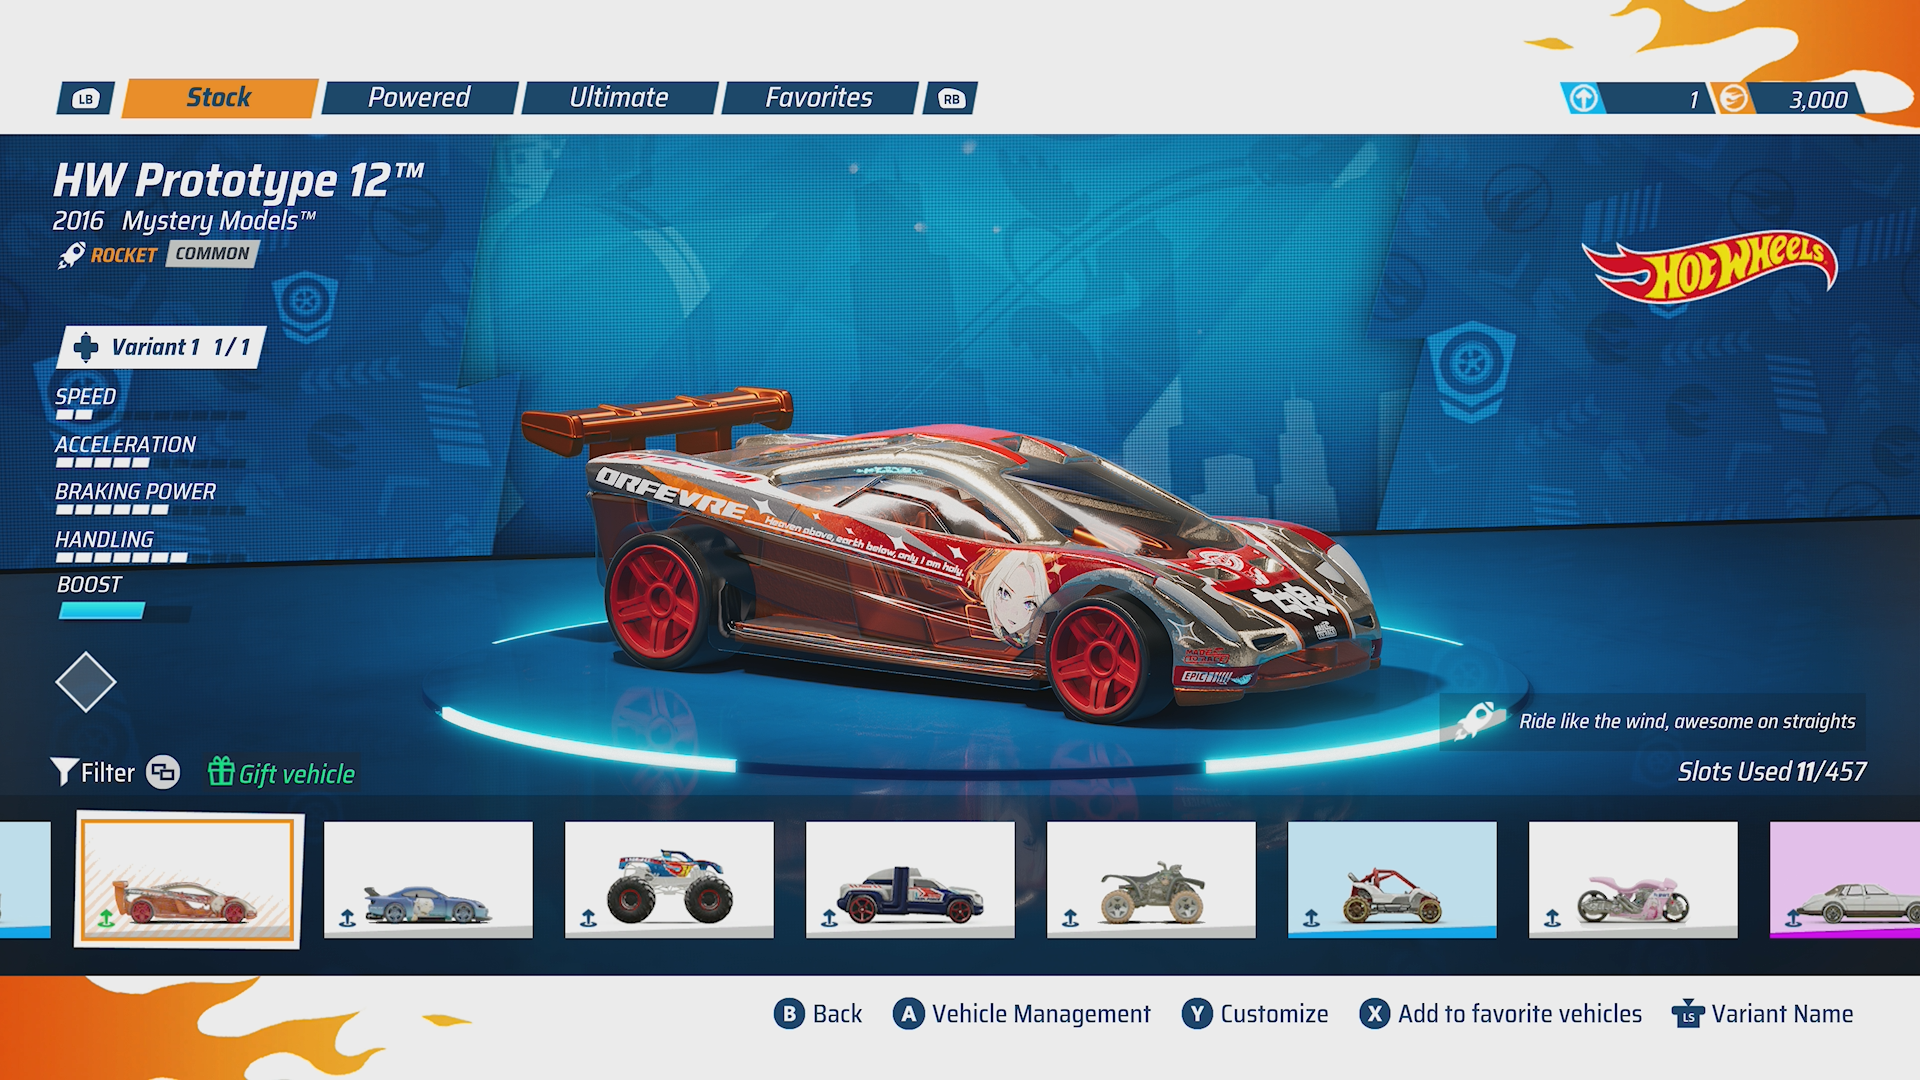 LB
Stock
Powered
Ultimate
Favorites
RB
1
3,000
HW Prototype 12™
2016 Mystery Models™
ROCKET
COMMON
HOT WHEELS
Variant 1 1/1
SPEED
ACCELERATION
BRAKING POWER
HANDLING
BOOST
ORFEVRE
Heaven above, earth below, only I am holy.
MADE TO RACE
EPIC
Ride like the wind, awesome on straights
Filter
Gift vehicle
Slots Used 11/457
B Back
A Vehicle Management
Y Customize
X Add to favorite vehicles
LS Variant Name